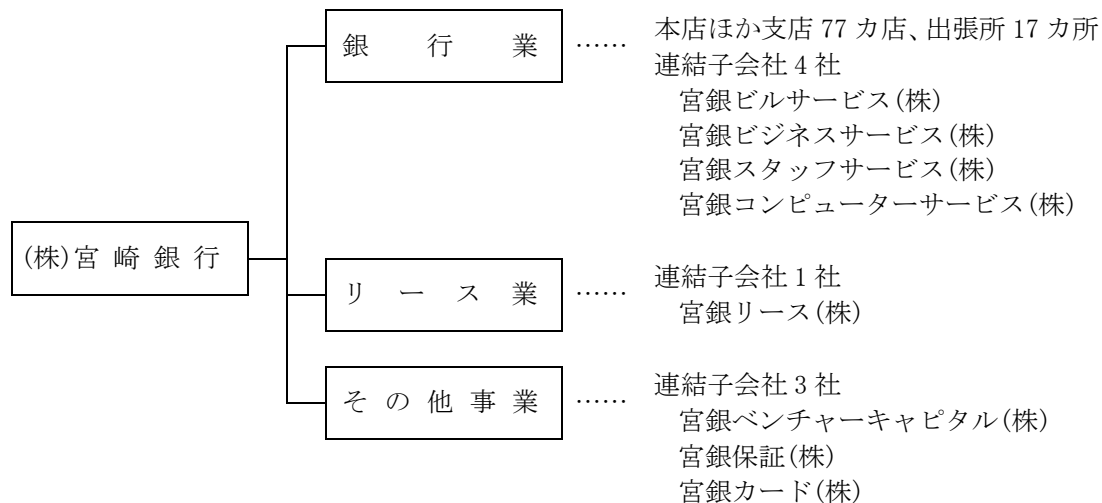 銀行業 …… 本店ほか支店 77 カ店、出張所 17 カ所
連結子会社 4 社
宮銀ビルサービス(株)
宮銀ビジネスサービス(株)
宮銀スタッフサービス(株)
宮銀コンピューターサービス(株)
(株)宮崎銀行
リース業 …… 連結子会社 1 社
宮銀リース(株)
その他事業 …… 連結子会社 3 社
宮銀ベンチャーキャピタル(株)
宮銀保証(株)
宮銀カード(株)